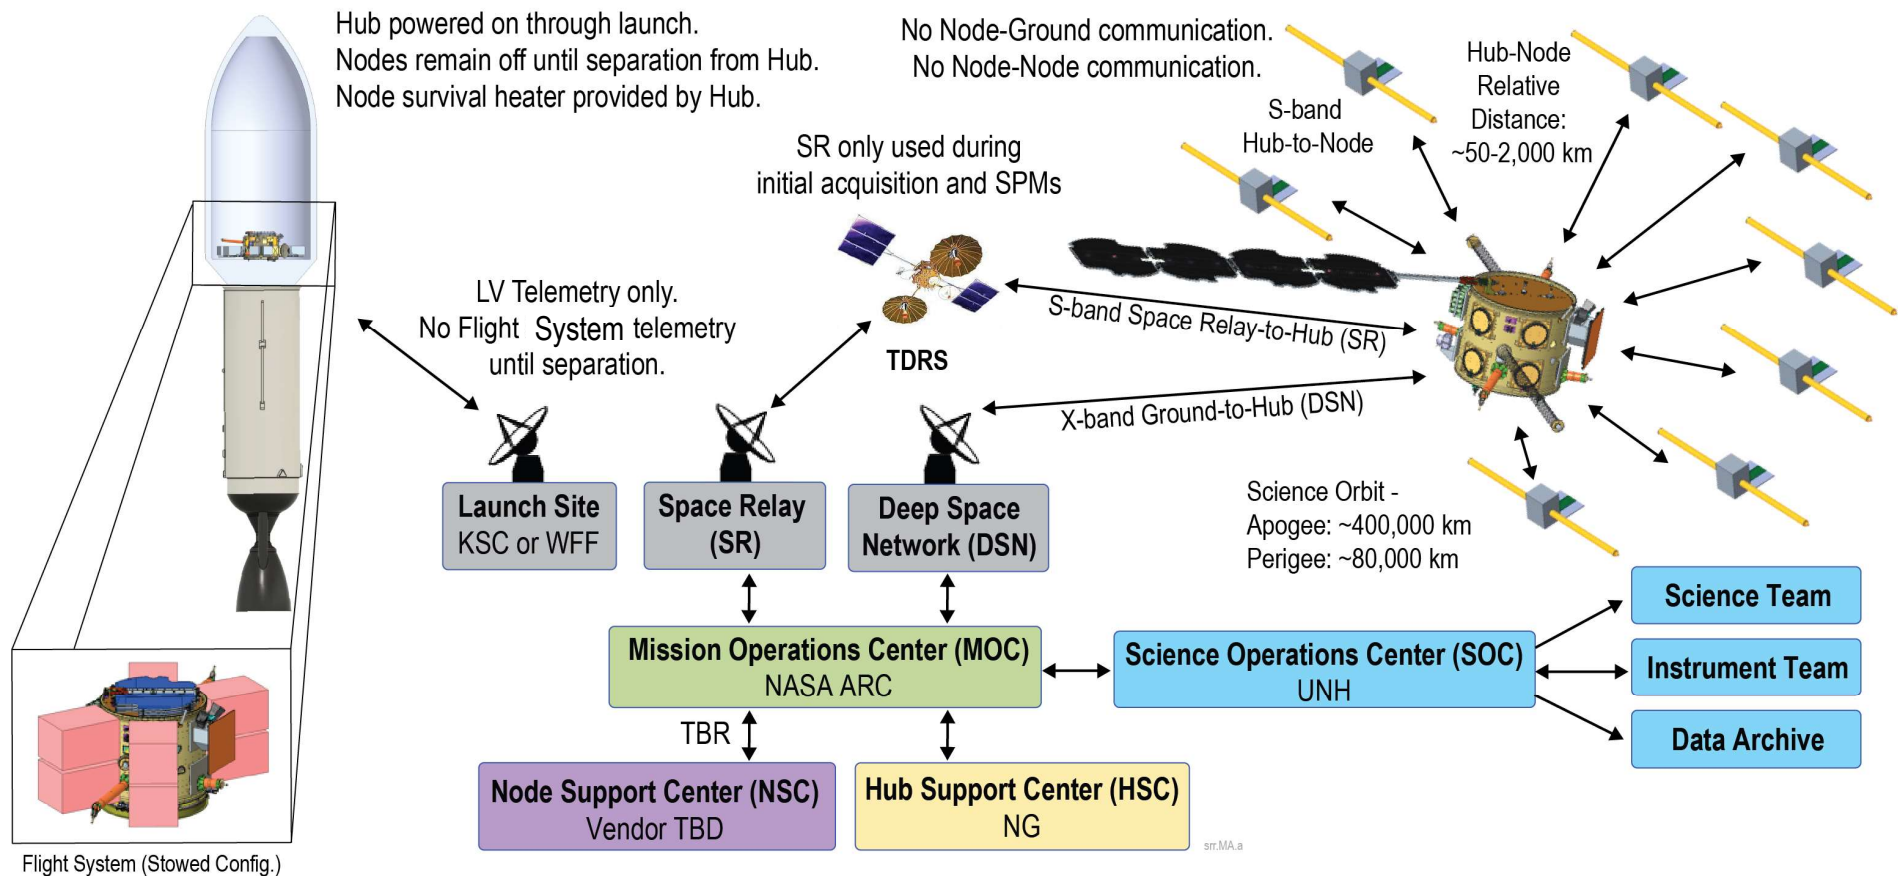 Hub powered on through launch.
Nodes remain off until separation from Hub.
Node survival heater provided by Hub.
No Node-Ground communication.
No Node-Node communication.
Hub-Node
Relative
Distance:
~50-2,000 km
S-band
Hub-to-Node
SR only used during
initial acquisition and SPMs
LV Telemetry only.
No Flight System telemetry
until separation.
TDRS
S-band Space Relay-to-Hub (SR)
X-band Ground-to-Hub (DSN)
Launch Site
KSC or WFF
Space Relay
(SR)
Deep Space
Network (DSN)
Science Orbit -
Apogee: ~400,000 km
Perigee: ~80,000 km
Mission Operations Center (MOC)
NASA ARC
Science Operations Center (SOC)
UNH
Science Team
Instrument Team
Data Archive
TBR
Node Support Center (NSC)
Vendor TBD
Hub Support Center (HSC)
NG
srr.MA.a
Flight System (Stowed Config.)